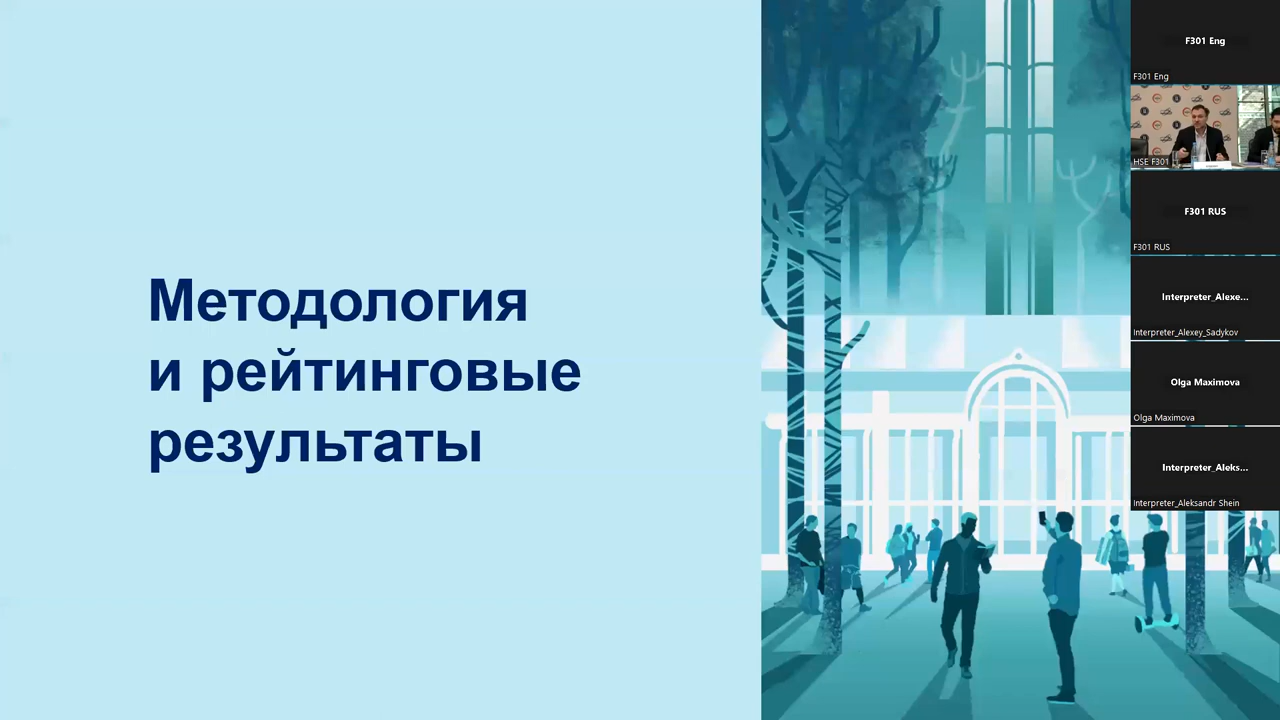 Методология
и рейтинговые
результаты
F301 Eng
F301 Eng
HSE F301
F301 RUS
F301 RUS
Interpreter_Alexe...
Interpreter_Alexey_Sadykov
Olga Maximova
Olga Maximova
Interpreter_Aleks...
Interpreter_Aleksandr Shein